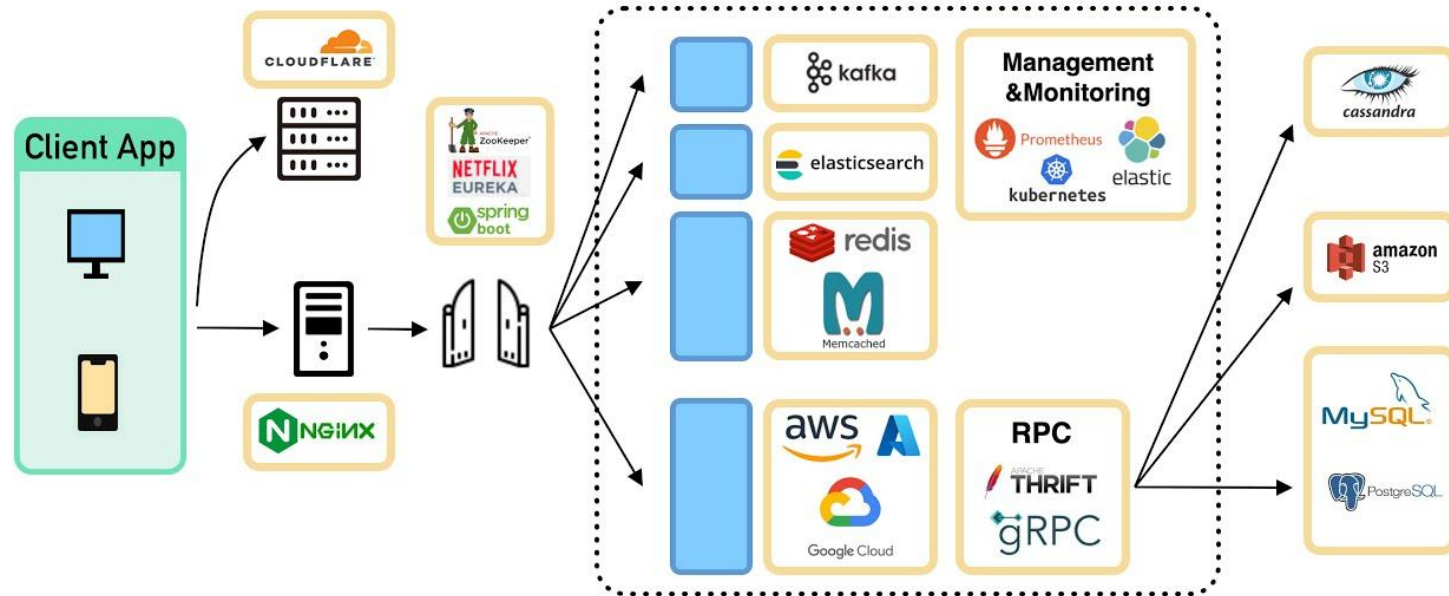 CLOUDFLARE
Client App
APACHE
ZooKeeper
NETFLIX
EUREKA
spring
boot
NGiNX
kafka
elasticsearch
redis
Memcached
Management
&Monitoring
Prometheus
kubernetes
elastic
aws
Google Cloud
RPC
APACHE
THRIFT
gRPC
cassandra
amazon
S3
MySQL
PostgreSQL